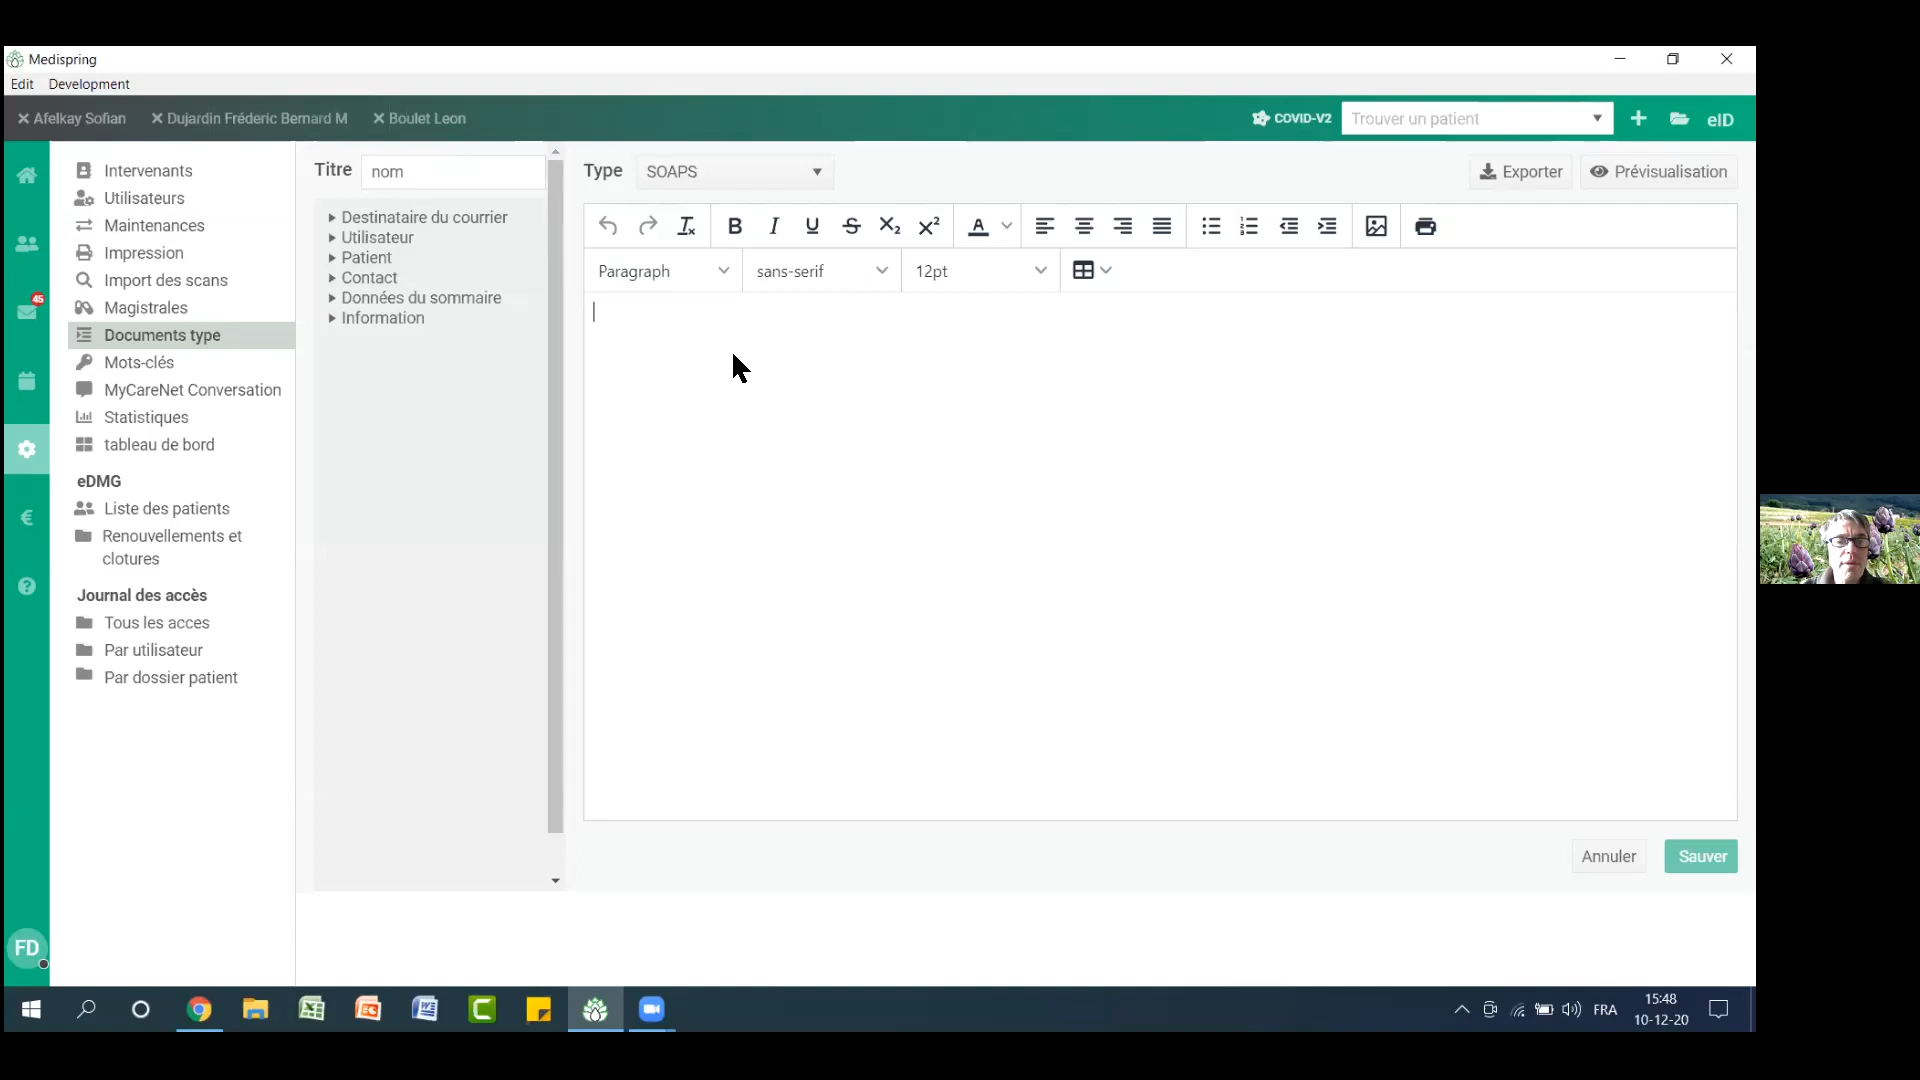 Medispring
Edit Development
Afelkay Sofian Dujardin Fréderic Bernard M Boulet Leon COVID-V2 Trouver un patient eID
Intervenants
Utilisateurs
Maintenances
Impression
Import des scans
45
Magistrales
Documents type
Mots-clés
MyCareNet Conversation
Statistiques
tableau de bord
eDMG
Liste des patients
Renouvellements et
clotures
Journal des accès
Tous les acces
Par utilisateur
Par dossier patient
FD
Titre nom
Destinataire du courrier
Utilisateur
Patient
Contact
Données du sommaire
Information
Type SOAPS Exporter Prévisualisation
Paragraph sans-serif 12pt
Annuler Sauver
FRA 15:48
10-12-20